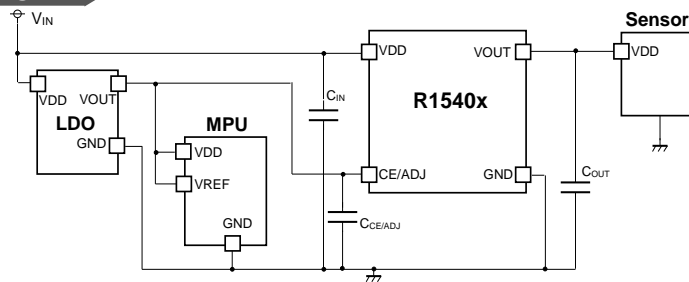 VIN
Sensor
VDD
VOUT
VDD
R1540x
CIN
VDD
VOUT
LDO
GND
MPU
VDD
VREF
GND
CE/ADJ
GND
COUT
CCE/ADJ